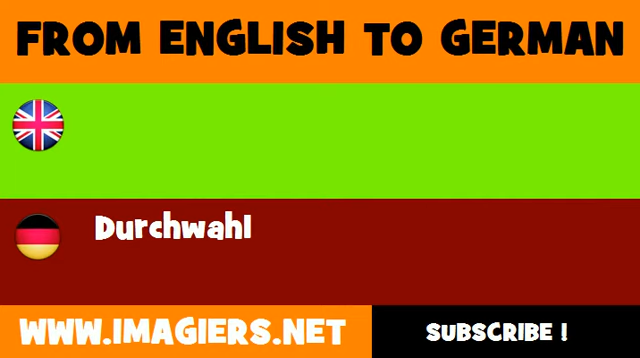 FROM ENGLISH TO GERMAN
Durchwahl
WWW.IMAGIERS.NET
SUBSCRIBE !